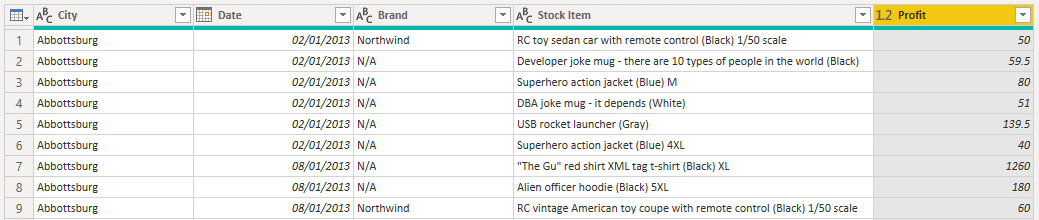 ABC City Date ABC Brand ABC Stock Item 1.2 Profit
1 Abbottsburg 02/01/2013 Northwind RC toy sedan car with remote control (Black) 1/50 scale 50
2 Abbottsburg 02/01/2013 N/A Developer joke mug - there are 10 types of people in the world (Black) 59.5
3 Abbottsburg 02/01/2013 N/A Superhero action jacket (Blue) M 80
4 Abbottsburg 02/01/2013 N/A DBA joke mug - it depends (White) 51
5 Abbottsburg 02/01/2013 N/A USB rocket launcher (Gray) 139.5
6 Abbottsburg 02/01/2013 N/A Superhero action jacket (Blue) 4XL 40
7 Abbottsburg 08/01/2013 N/A "The Gu" red shirt XML tag t-shirt (Black) XL 1260
8 Abbottsburg 08/01/2013 N/A Alien officer hoodie (Black) 5XL 180
9 Abbottsburg 08/01/2013 Northwind RC vintage American toy coupe with remote control (Black) 1/50 scale 60